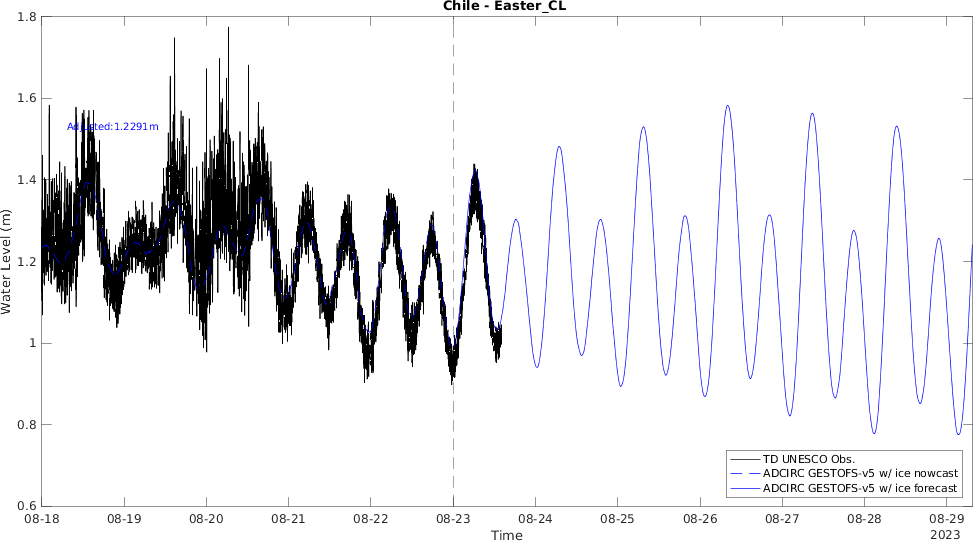 Chile - Easter_CL
1.8
1.6
1.4
1.2
1
0.8
0.6
Water Level (m)
Adjusted:1.2291m
TD UNESCO Obs.
ADCIRC GESTOFS-v5 w/ ice nowcast
ADCIRC GESTOFS-v5 w/ ice forecast
08-18 08-19 08-20 08-21 08-22 08-23 08-24 08-25 08-26 08-27 08-28 08-29
2023
Time